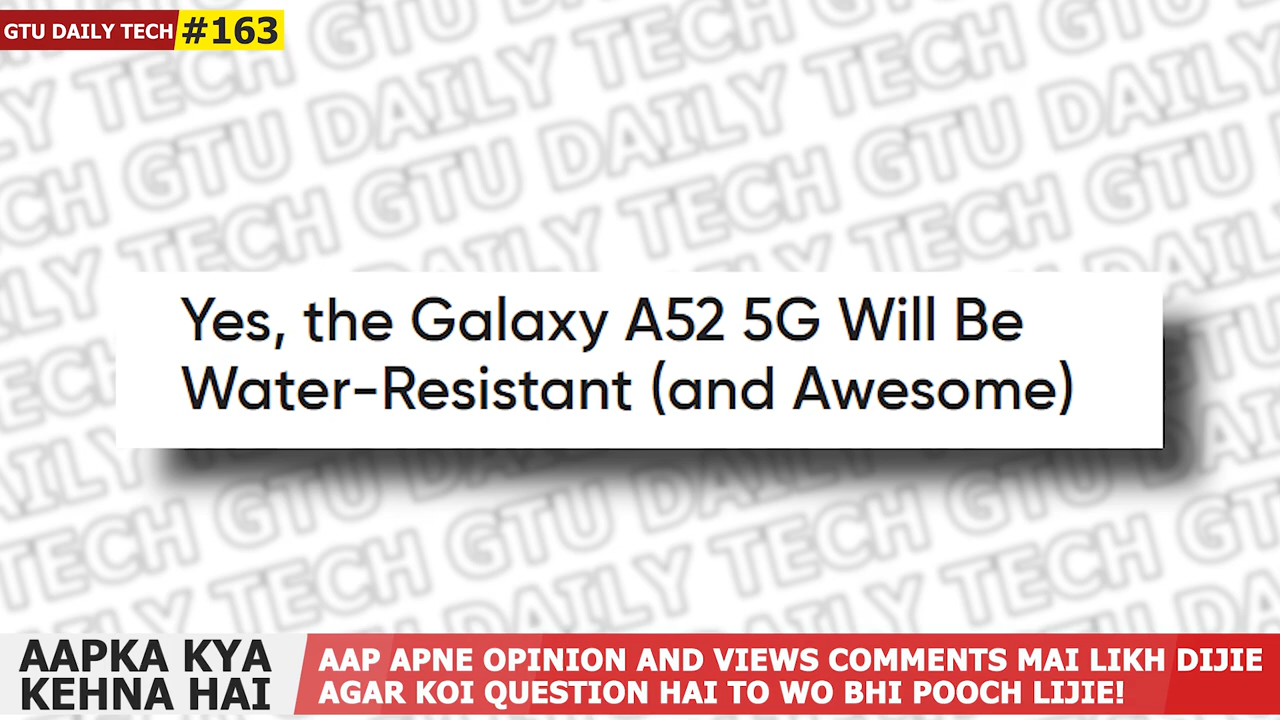 GTU DAILY TECH #163
Yes, the Galaxy A52 5G Will Be
Water-Resistant (and Awesome)
AAPKA KYA
KEHNA HAI
AAP APNE OPINION AND VIEWS COMMENTS MAI LIKH DIJIE
AGAR KOI QUESTION HAI TO WO BHI POOCH LIJIE!